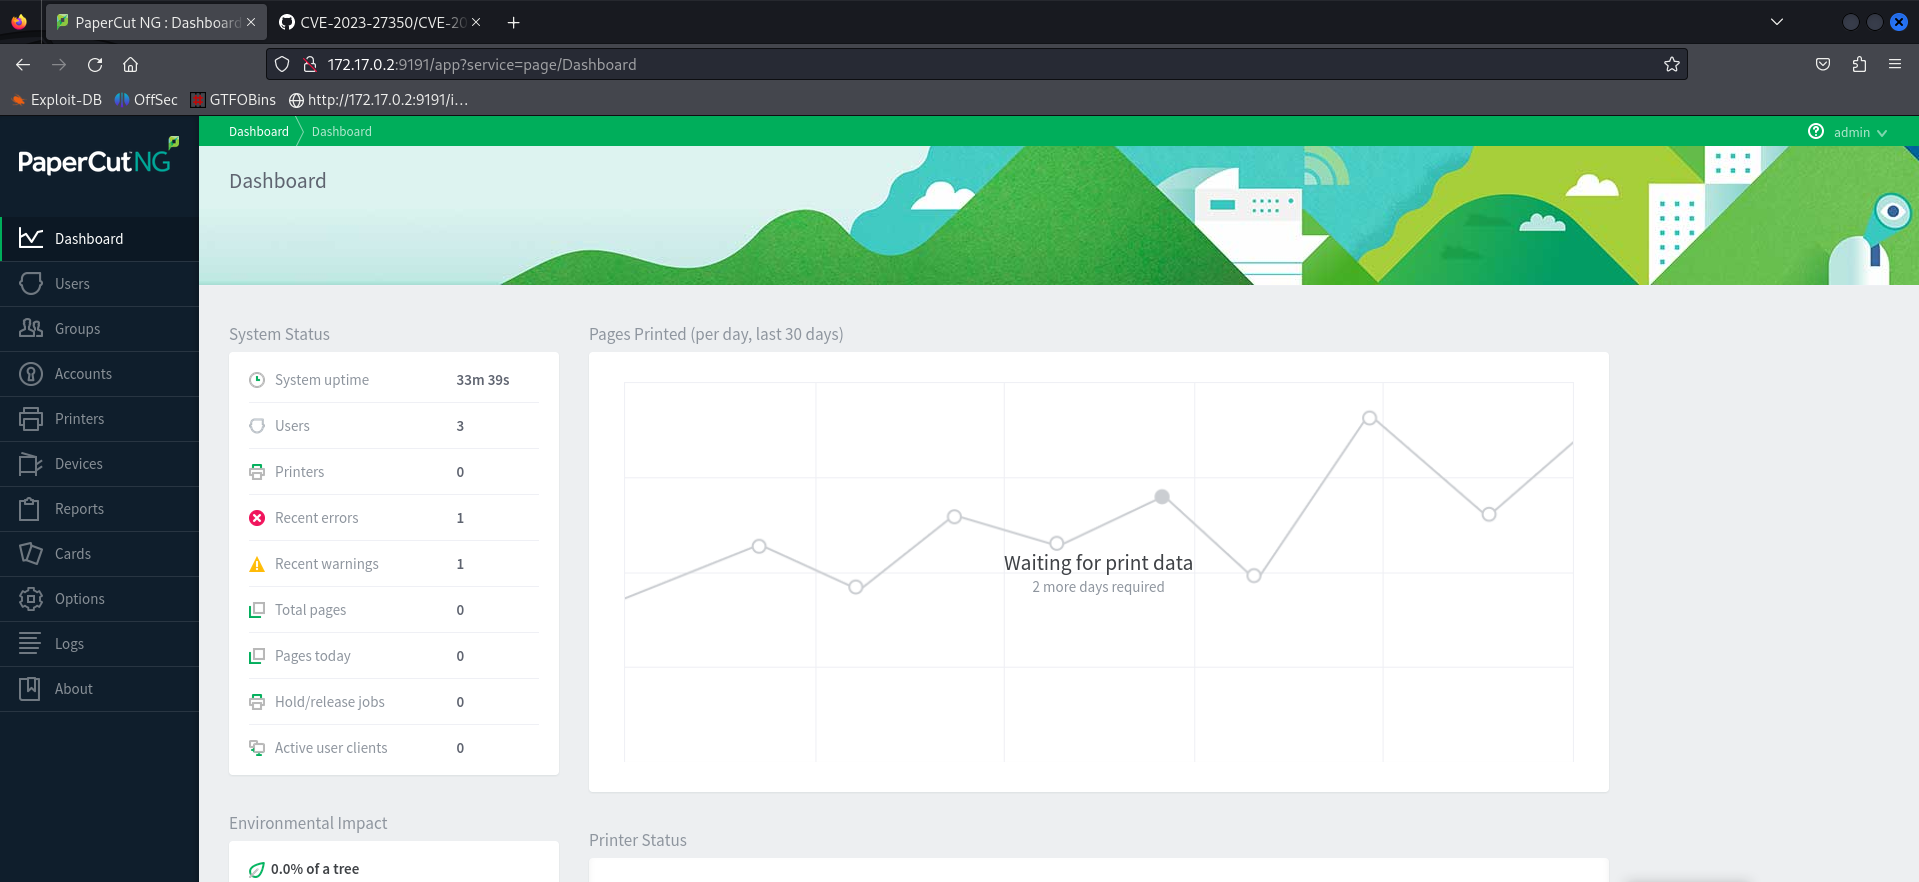 PaperCut NG : Dashboard
CVE-2023-27350/CVE-20
172.17.0.2:9191/app?service=page/Dashboard
Exploit-DB
OffSec
GTFOBins
http://172.17.0.2:9191/i…
PaperCut NG
Dashboard
Dashboard
admin
Dashboard
Dashboard
Users
Groups
Accounts
Printers
Devices
Reports
Cards
Options
Logs
About
System Status
System uptime 33m 39s
Users 3
Printers 0
Recent errors 1
Recent warnings 1
Total pages 0
Pages today 0
Hold/release jobs 0
Active user clients 0
Pages Printed (per day, last 30 days)
Waiting for print data
2 more days required
Environmental Impact
0.0% of a tree
Printer Status